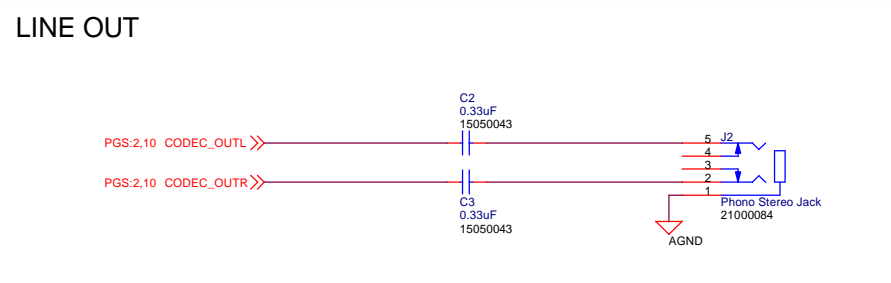 LINE OUT
C2
0.33uF
15050043
PGS:2,10 CODEC_OUTL
5 J2
4
3
PGS:2,10 CODEC_OUTR
2
1
C3
0.33uF
15050043
Phono Stereo Jack
21000084
AGND